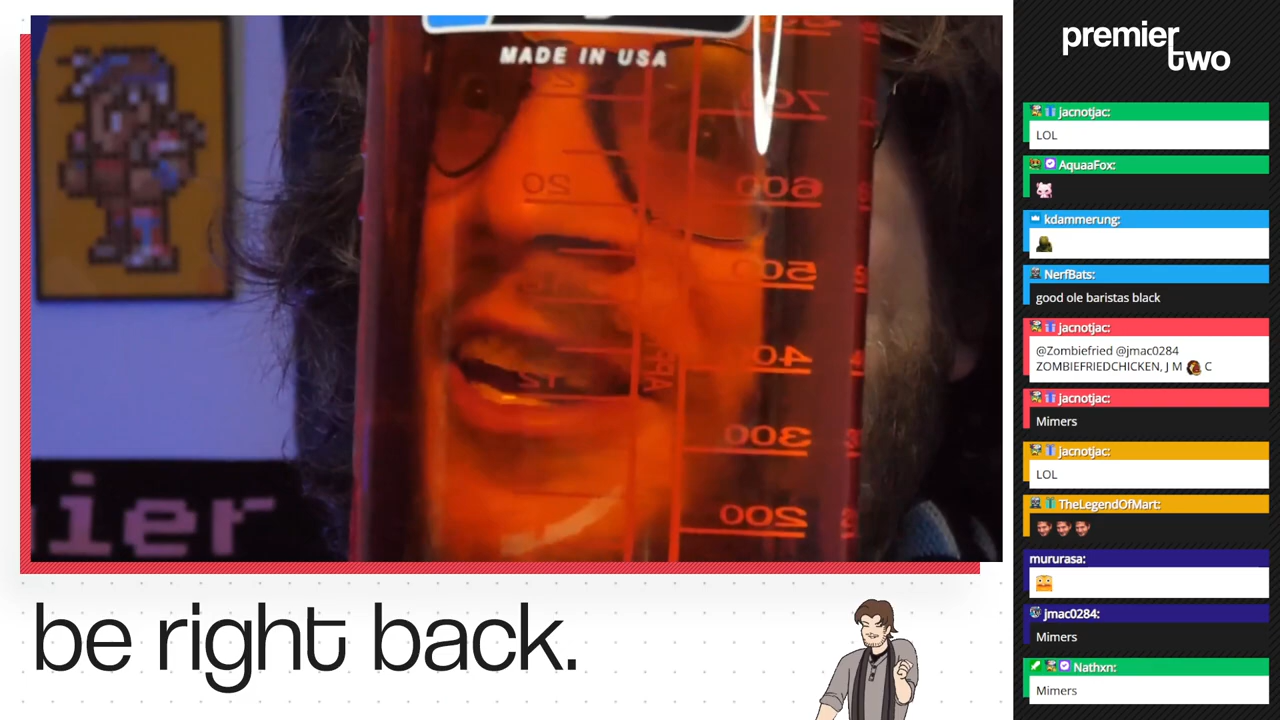 MADE IN USA
700
20
600
500
400
12
300
200
ier
be right back.
premier
two
jacnotjac:
LOL
AquaaFox:
kdammerung:
NerfBats:
good ole baristas black
jacnotjac:
@Zombiefried @jmac0284
ZOMBIEFRIEDCHICKEN, J M C
jacnotjac:
Mimers
jacnotjac:
LOL
TheLegendOfMart:
mururasa:
jmac0284:
Mimers
Nathxn:
Mimers